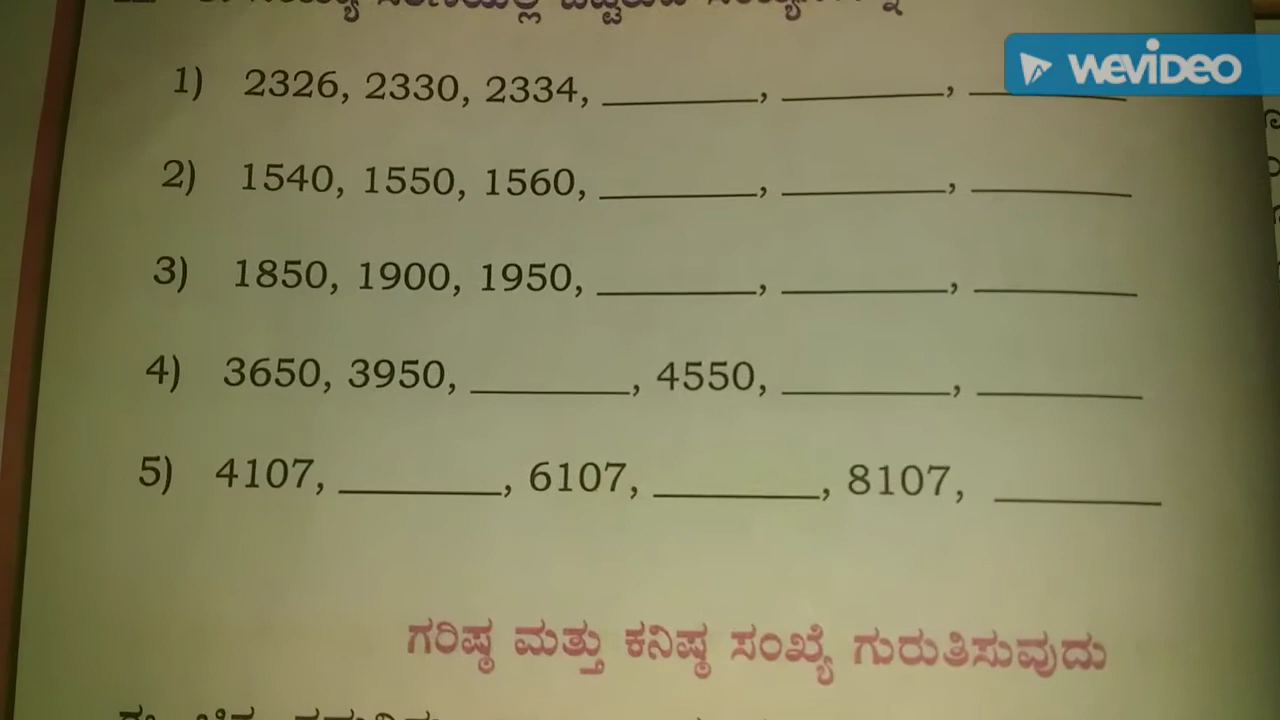 WEVIDEO
1) 2326, 2330, 2334, ________, ________, ________
2) 1540, 1550, 1560, ________, ________, ________
3) 1850, 1900, 1950, ________, ________, ________
4) 3650, 3950, ________, 4550, ________, ________
5) 4107, ________, 6107, ________, 8107, ________
ಗರಿಷ್ಠ ಮತ್ತು ಕನಿಷ್ಠ ಸಂಖ್ಯೆ ಗುರುತಿಸುವುದು